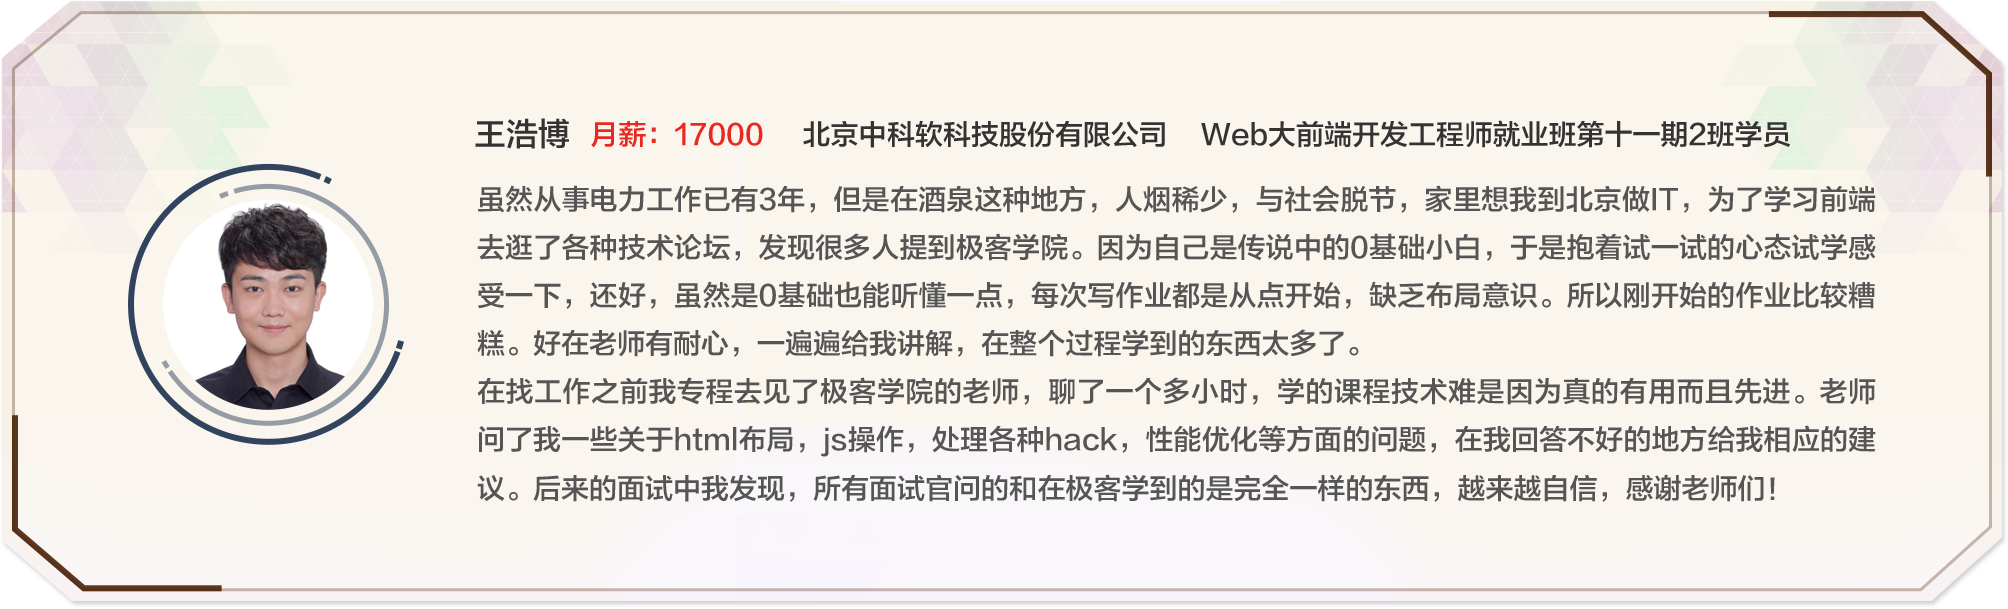 王浩博 月薪：17000 北京中科软科技股份有限公司 Web大前端开发工程师就业班第十一期2班学员
虽然从事电力工作已有3年，但是在酒泉这种地方，人烟稀少，与社会脱节，家里想我到北京做IT，为了学习前端
去逛了各种技术论坛，发现很多人提到极客学院。因为自己是传说中的0基础小白，于是抱着试一试的心态试学感
受一下，还好，虽然是0基础也能听懂一点，每次写作业都是从点开始，缺乏布局意识。所以刚开始的作业比较糟
糕。好在老师有耐心，一遍遍给我讲解，在整个过程学到的东西太多了。
在找工作之前我专程去见了极客学院的老师，聊了一个多小时，学的课程技术难是因为真的有用而且先进。老师
问了我一些关于html布局，js操作，处理各种hack，性能优化等方面的问题，在我回答不好的地方给我相应的建
议。后来的面试中我发现，所有面试官问的和在极客学到的是完全一样的东西，越来越自信，感谢老师们！